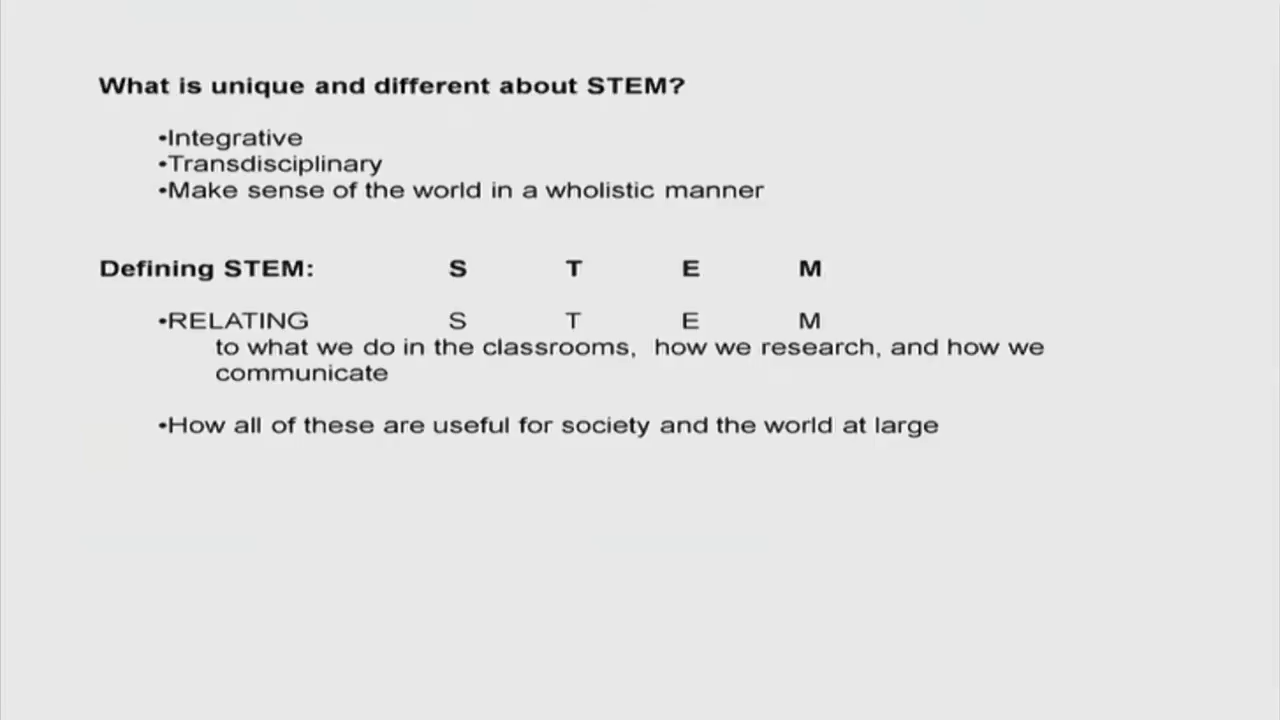 What is unique and different about STEM?
•Integrative
•Transdisciplinary
•Make sense of the world in a wholistic manner
Defining STEM: S T E M
•RELATING S T E M
to what we do in the classrooms, how we research, and how we
communicate
•How all of these are useful for society and the world at large